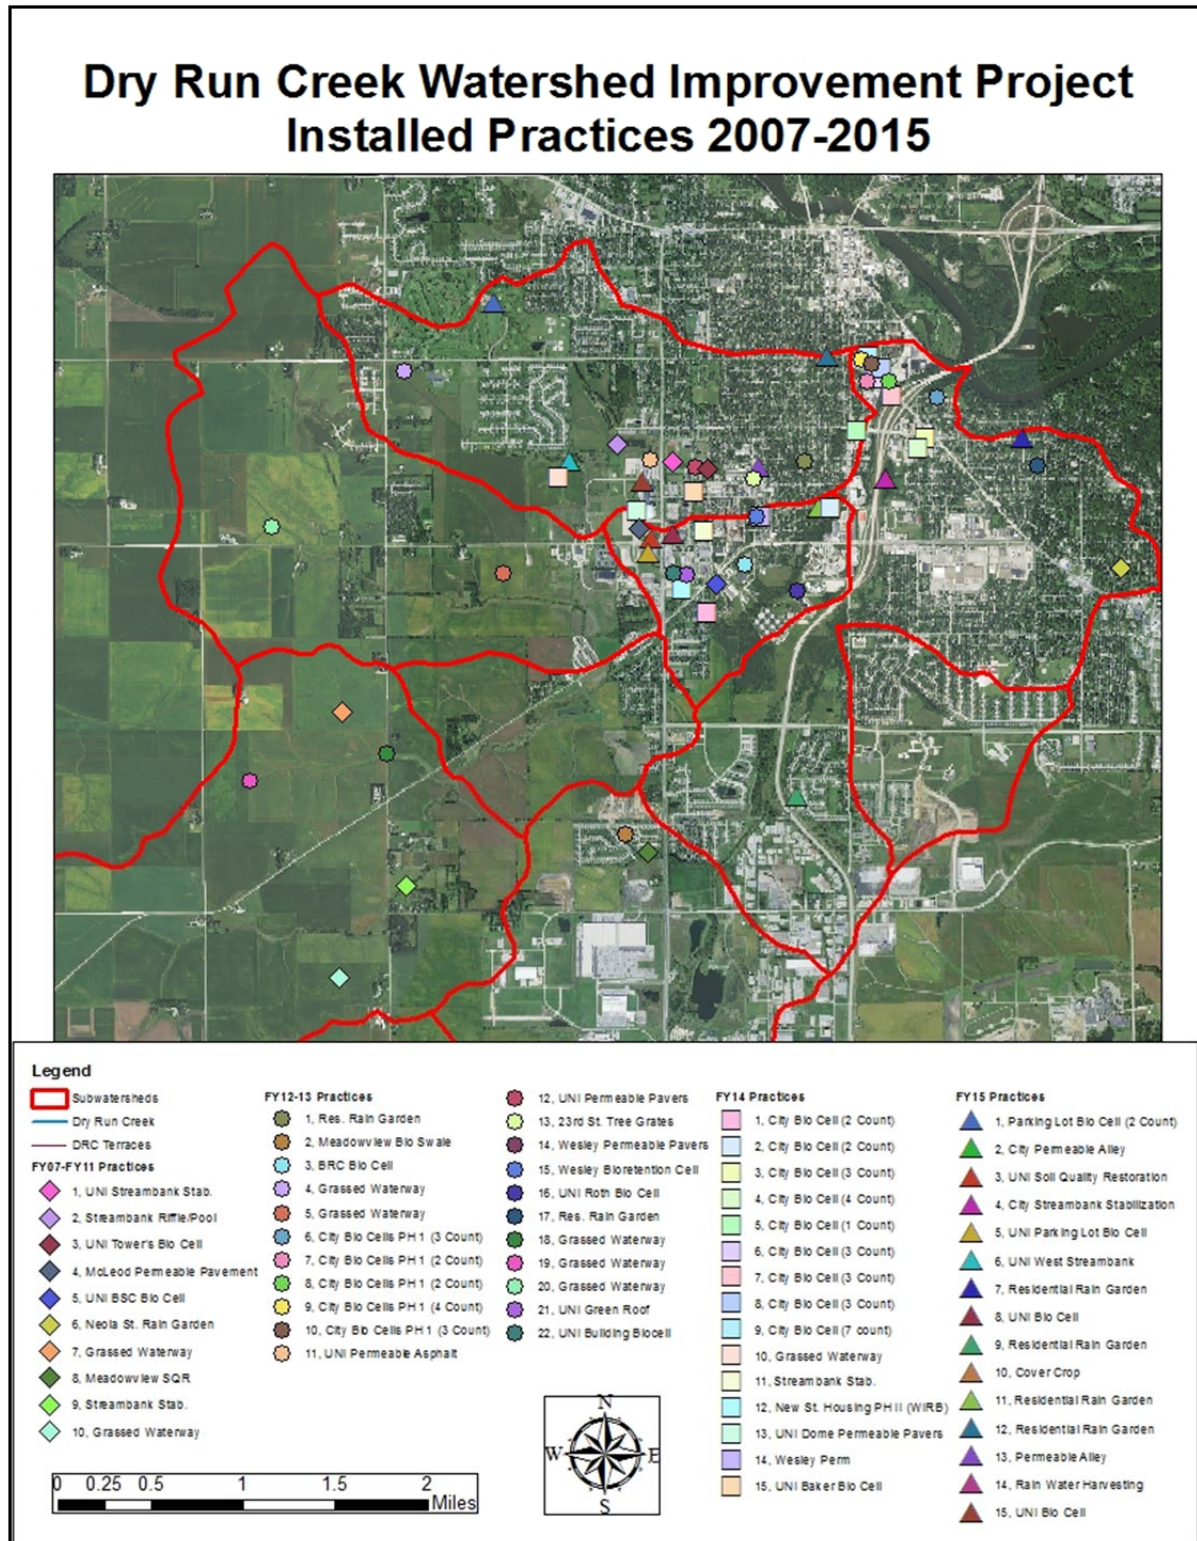 Dry Run Creek Watershed Improvement Project
Installed Practices 2007-2015
Legend
Subwatersheds
Dry Run Creek
DRC Terraces
FY07-FY11 Practices
1, UNI Streambank Stab.
2, Streambank Riffle/Pool
3, UNI Tower's Bio Cell
4, McLeod Permeable Pavement
5, UNI BSC Bio Cell
6, Neola St. Rain Garden
7, Grassed Waterway
8, Meadowview SQR
9, Streambank Stab.
10, Grassed Waterway
FY12-13 Practices
1, Res. Rain Garden
2, Meadowview Bio Swale
3, BRC Bio Cell
4, Grassed Waterway
5, Grassed Waterway
6, City Bio Cells PH 1 (3 Count)
7, City Bio Cells PH 1 (2 Count)
8, City Bio Cells PH 1 (2 Count)
9, City Bio Cells PH 1 (4 Count)
10, City Bio Cells PH 1 (3 Count)
11, UNI Permeable Asphalt
12, UNI Permeable Pavers
13, 23rd St. Tree Grates
14, Wesley Permeable Pavers
15, Wesley Bioretention Cell
16, UNI Roth Bio Cell
17, Res. Rain Garden
18, Grassed Waterway
19, Grassed Waterway
20, Grassed Waterway
21, UNI Green Roof
22, UNI Building Biocell
FY14 Practices
1, City Bio Cell (2 Count)
2, City Bio Cell (2 Count)
3, City Bio Cell (3 Count)
4, City Bio Cell (4 Count)
5, City Bio Cell (1 Count)
6, City Bio Cell (3 Count)
7, City Bio Cell (3 Count)
8, City Bio Cell (3 Count)
9, City Bio Cell (7 count)
10, Grassed Waterway
11, Streambank Stab.
12, New St. Housing PH II (WIRB)
13, UNI Dome Permeable Pavers
14, Wesley Perm
15, UNI Baker Bio Cell
FY15 Practices
1, Parking Lot Bio Cell (2 Count)
2, City Permeable Alley
3, UNI Soil Quality Restoration
4, City Streambank Stabilization
5, UNI Parking Lot Bio Cell
6, UNI West Streambank
7, Residential Rain Garden
8, UNI Bio Cell
9, Residential Rain Garden
10, Cover Crop
11, Residential Rain Garden
12, Residential Rain Garden
13, Permeable Alley
14, Rain Water Harvesting
15, UNI Bio Cell
0 0.25 0.5 1 1.5 2
Miles
N
W E
S